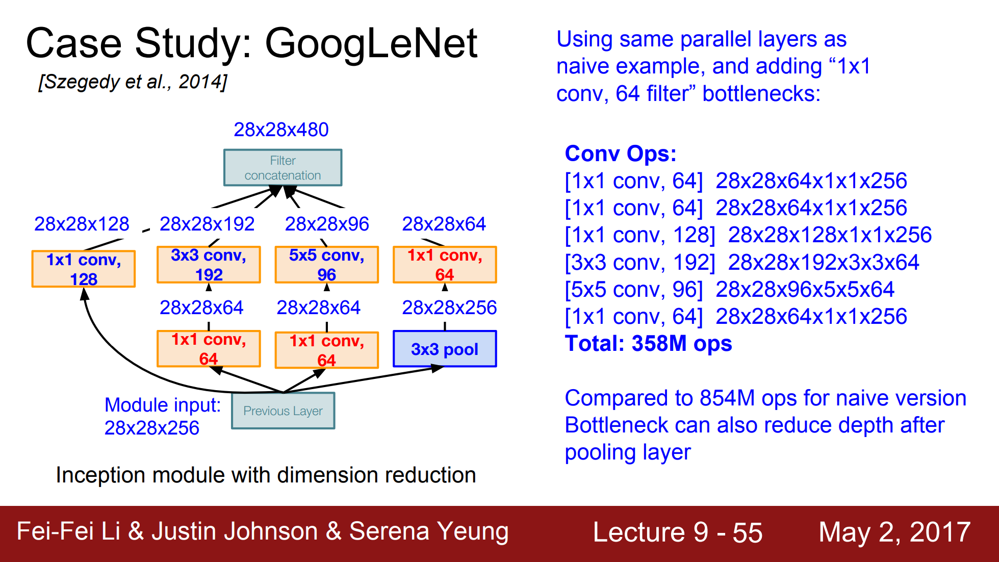 Case Study: GoogLeNet
[Szegedy et al., 2014]
28x28x480
Filter
concatenation
28x28x128
28x28x192
28x28x96
28x28x64
1x1 conv,
128
3x3 conv,
192
5x5 conv,
96
1x1 conv,
64
28x28x64
28x28x64
28x28x256
1x1 conv,
64
1x1 conv,
64
3x3 pool
Module input:
28x28x256
Previous Layer
Inception module with dimension reduction
Using same parallel layers as
naive example, and adding “1x1
conv, 64 filter” bottlenecks:
Conv Ops:
[1x1 conv, 64] 28x28x64x1x1x256
[1x1 conv, 64] 28x28x64x1x1x256
[1x1 conv, 128] 28x28x128x1x1x256
[3x3 conv, 192] 28x28x192x3x3x64
[5x5 conv, 96] 28x28x96x5x5x64
[1x1 conv, 64] 28x28x64x1x1x256
Total: 358M ops
Compared to 854M ops for naive version
Bottleneck can also reduce depth after
pooling layer
Fei-Fei Li & Justin Johnson & Serena Yeung
Lecture 9 - 55
May 2, 2017